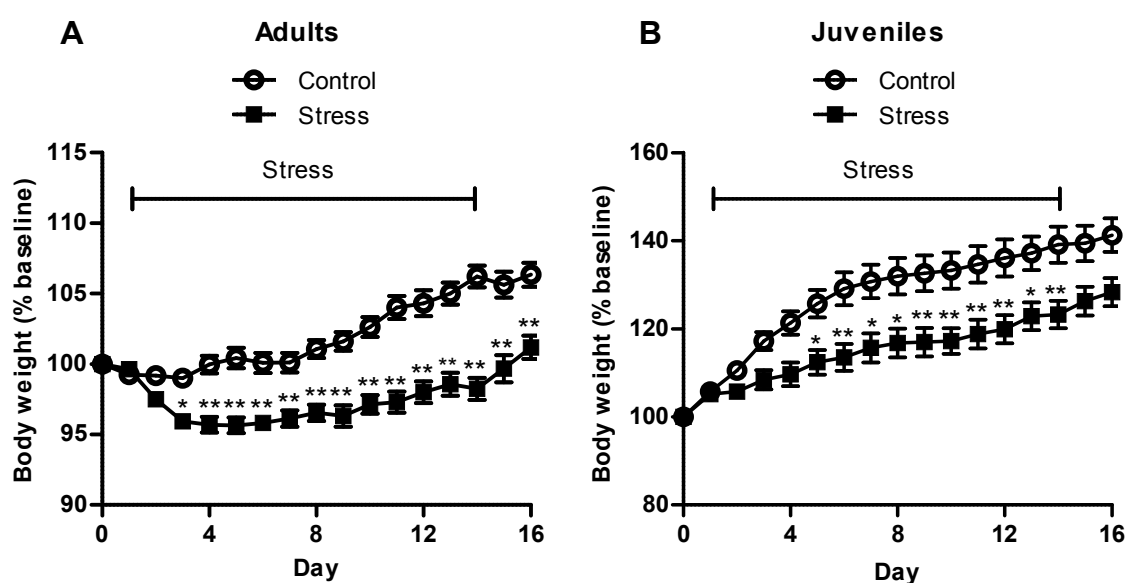 A
Adults
Control
Stress
Body weight (% baseline)
115
110
105
100
95
90
Stress
* ** ** ** ** ** ** ** ** ** ** ** ** **
0 4 8 12 16
Day
B
Juveniles
Control
Stress
Body weight (% baseline)
160
140
120
100
80
Stress
* ** * * ** ** ** ** * **
0 4 8 12 16
Day